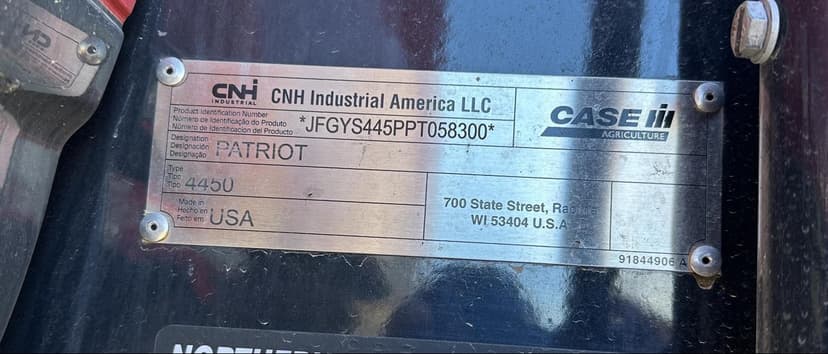 CNH
INDUSTRIAL
CNH Industrial America LLC
Product Identification Number
Número de Identificação do Produto
Número de Identificación del Producto
*JFGYS445PPT058300*
CASE IH
AGRICULTURE
Designation
Designación
Designação
PATRIOT
Type
Tipo
Tipo
4450
Made in
Hecho en
Feito em
USA
700 State Street,
WI 53404 U.S.A
91844906 A